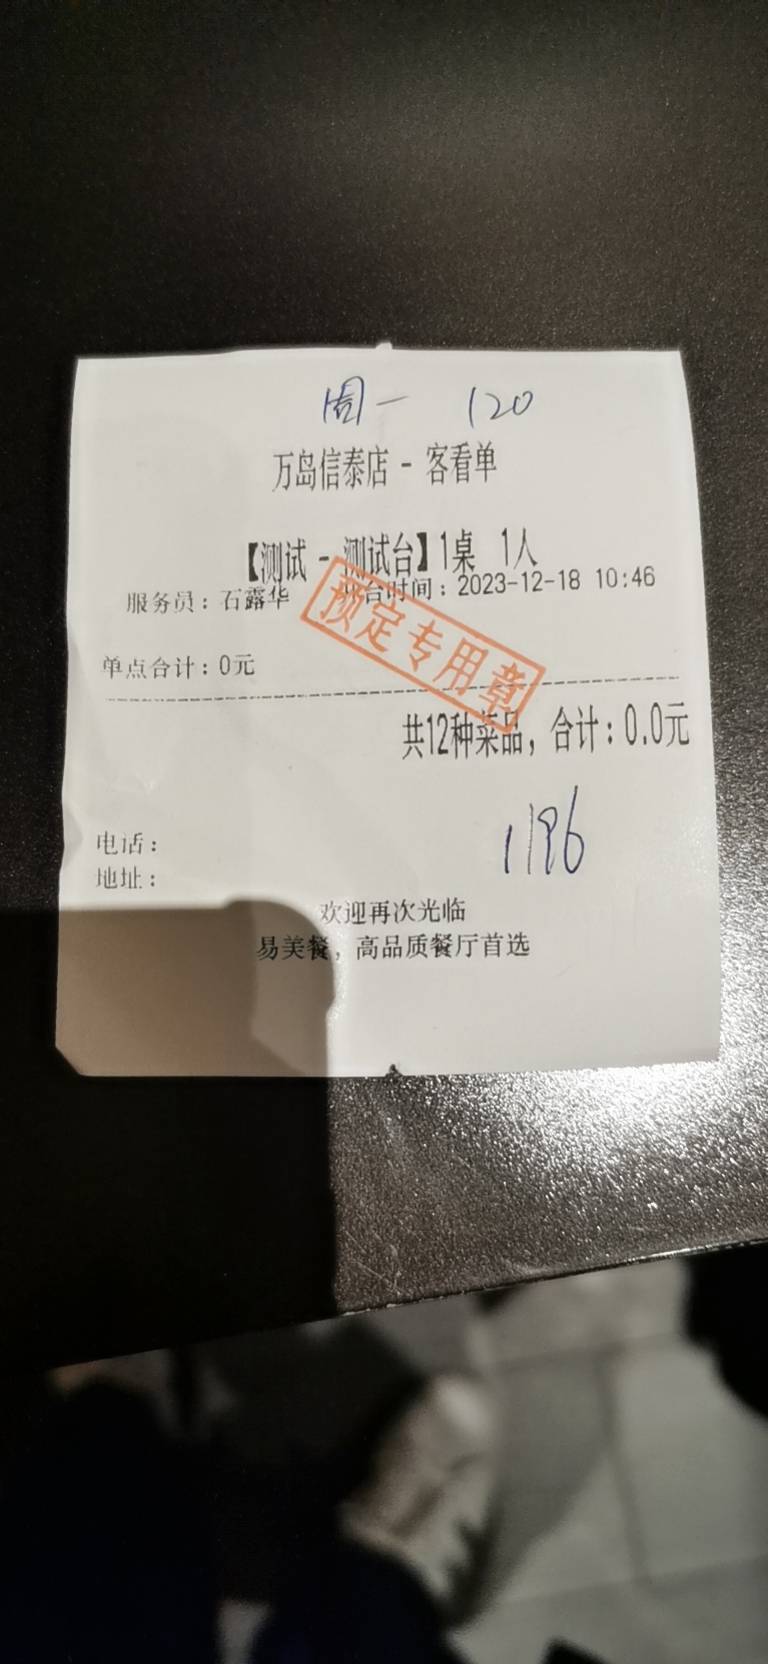 周一 120
万岛信泰店 - 客看单
【测试 - 测试台】1桌 1人
服务员：石露华 台时间：2023-12-18 10:46
预定专用章
单点合计：0元
共12种菜品，合计：0.0元
1196
电话：
地址：
欢迎再次光临
易美餐，高品质餐厅首选